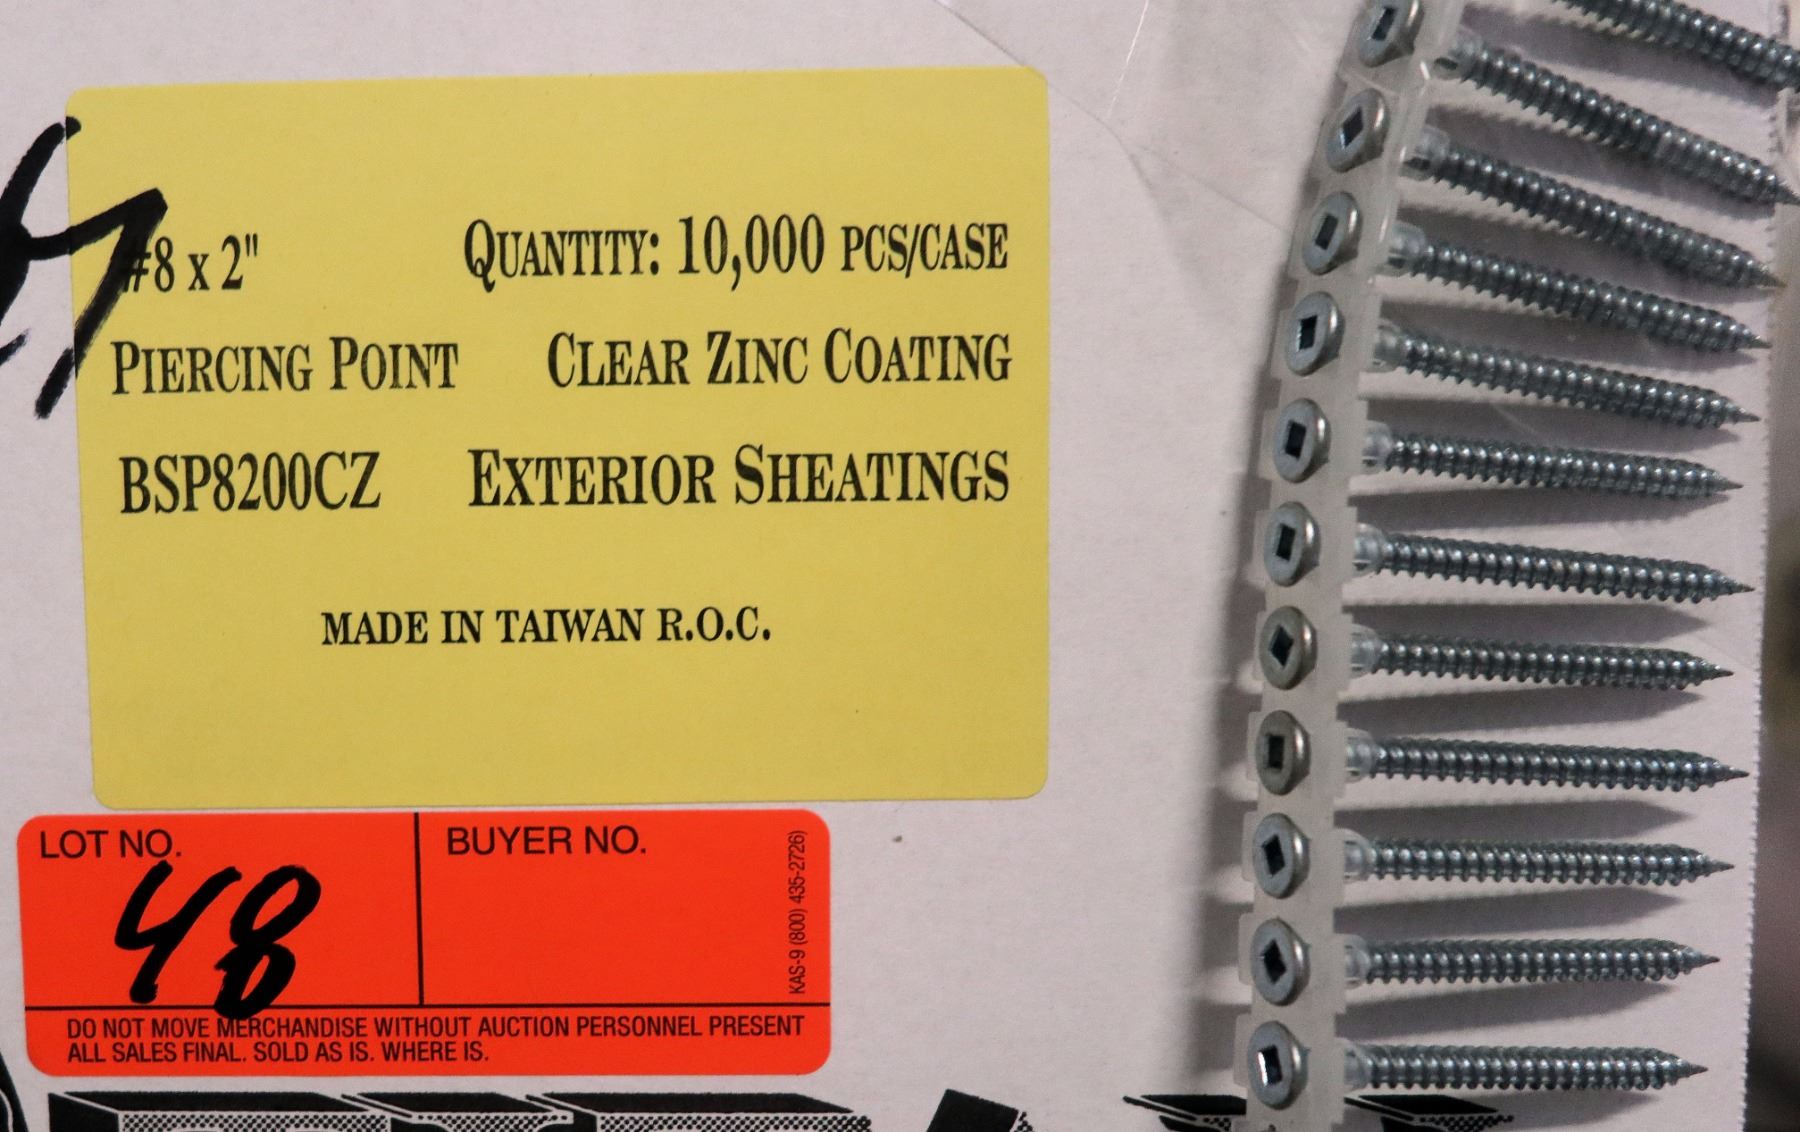 #8 x 2" QUANTITY: 10,000 PCS/CASE
PIERCING POINT CLEAR ZINC COATING
BSP8200CZ EXTERIOR SHEATINGS
MADE IN TAIWAN R.O.C.
LOT NO. BUYER NO.
48
KAS-9 (800) 435-2726)
DO NOT MOVE MERCHANDISE WITHOUT AUCTION PERSONNEL PRESENT
ALL SALES FINAL. SOLD AS IS. WHERE IS.